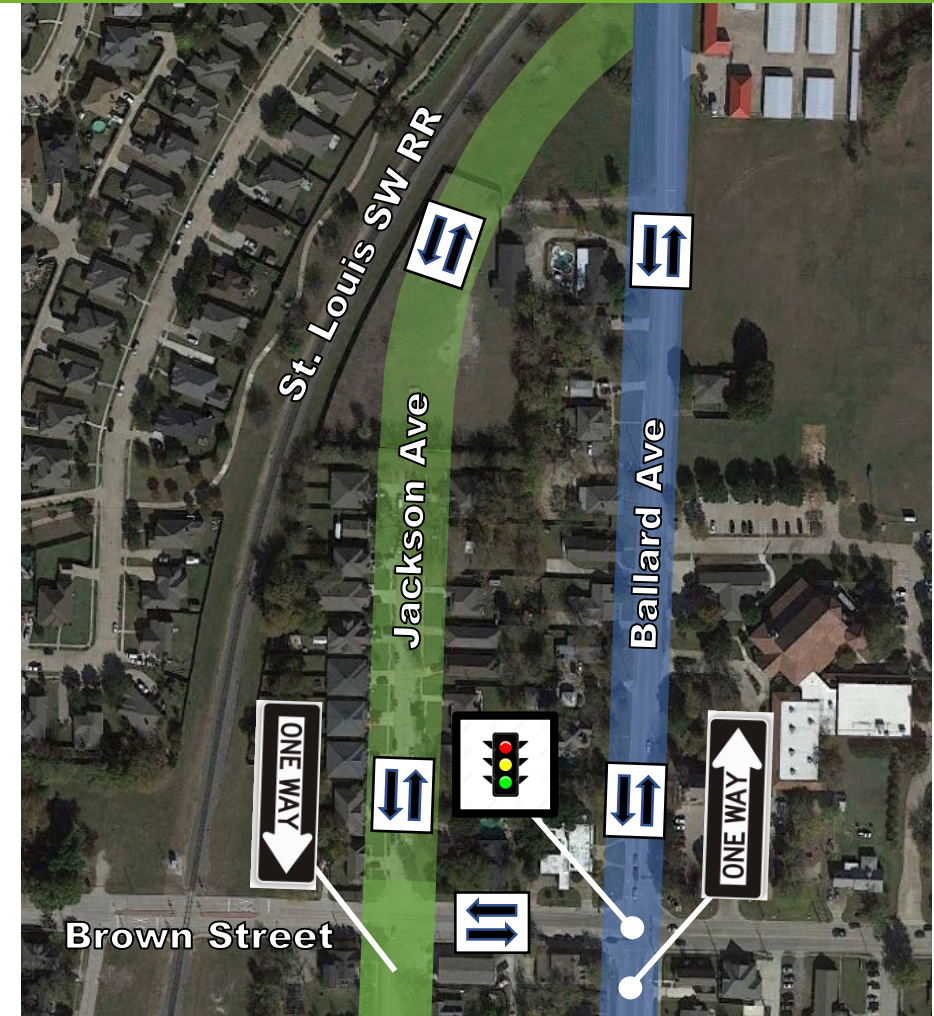 St. Louis SW RR
Jackson Ave
Ballard Ave
ONE WAY
ONE WAY
Brown Street